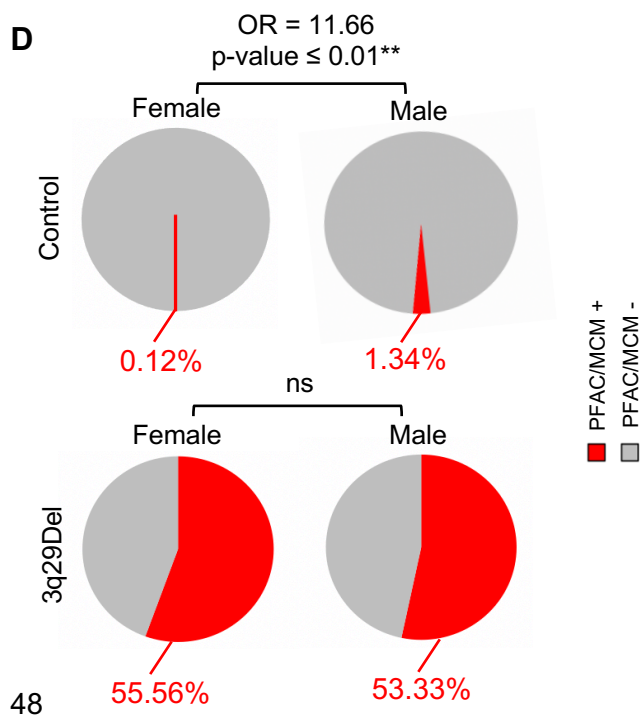 D
OR = 11.66
p-value ≤ 0.01**
Female
Male
Control
0.12%
1.34%
ns
Female
Male
3q29Del
55.56%
53.33%
PFAC/MCM +
PFAC/MCM -
48